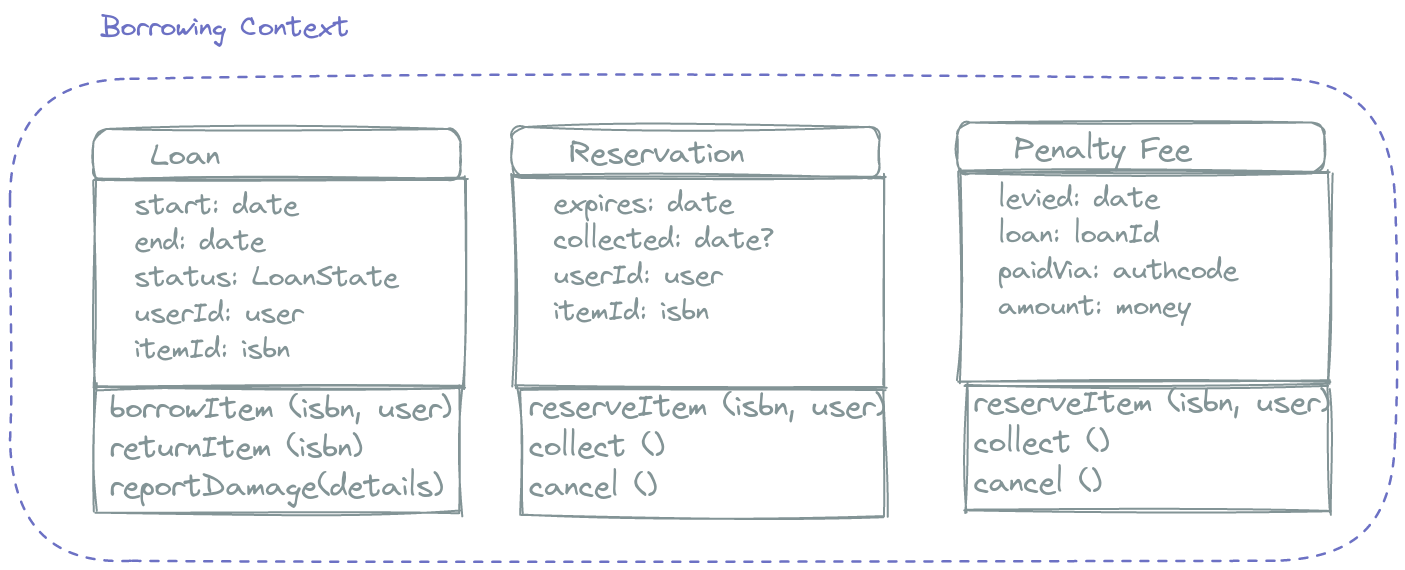 Borrowing Context
Loan
start: date
end: date
status: LoanState
userId: user
itemId: isbn
borrowItem (isbn, user)
returnItem (isbn)
reportDamage(details)
Reservation
expires: date
collected: date?
userId: user
itemId: isbn
reserveItem (isbn, user)
collect ()
cancel ()
Penalty Fee
levied: date
loan: loanId
paidVia: authcode
amount: money
reserveItem (isbn, user)
collect ()
cancel ()